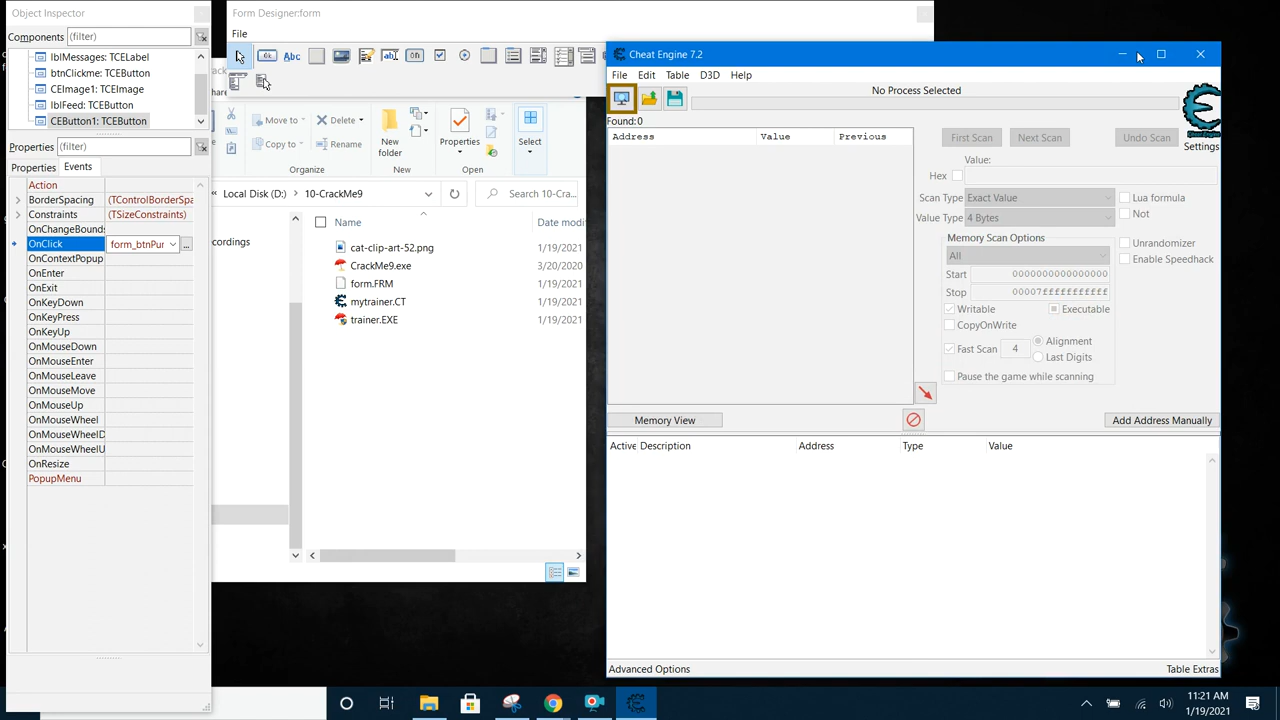 Object Inspector
Components (filter)
lblMessages: TCELabel
btnClickme: TCEButton
CEImage1: TCEImage
lblFeed: TCEButton
CEButton1: TCEButton
Properties (filter)
Properties Events
Action
BorderSpacing (TControlBorderSpa
Constraints (TSizeConstraints)
OnChangeBounds
OnClick form_btnPur ...
OnContextPopup
OnEnter
OnExit
OnKeyDown
OnKeyPress
OnKeyUp
OnMouseDown
OnMouseEnter
OnMouseLeave
OnMouseMove
OnMouseUp
OnMouseWheel
OnMouseWheelD
OnMouseWheelU
OnResize
PopupMenu
Form Designer:form
File
Ok Abc ab on
Move to Delete
Copy to Rename
New
folder
Properties
Open
Select
Organize New Open
Local Disk (D:) 10-CrackMe9 Search 10-Cra...
Name Date modi
cordings
cat-clip-art-52.png 1/19/2021
CrackMe9.exe 3/20/2020
form.FRM 1/19/2021
mytrainer.CT 1/19/2021
trainer.EXE 1/19/2021
Cheat Engine 7.2
File Edit Table D3D Help
No Process Selected
Found:0
Address Value Previous
First Scan Next Scan Undo Scan
Settings
Value:
Hex
Scan Type Exact Value
Value Type 4 Bytes
Lua formula
Not
Memory Scan Options
All
Start 0000000000000000
Stop 00007fffffffffff
Writable Executable
CopyOnWrite
Fast Scan 4 Alignment
Last Digits
Pause the game while scanning
Unrandomizer
Enable Speedhack
Memory View Add Address Manually
Active Description Address Type Value
Advanced Options Table Extras
11:21 AM
1/19/2021